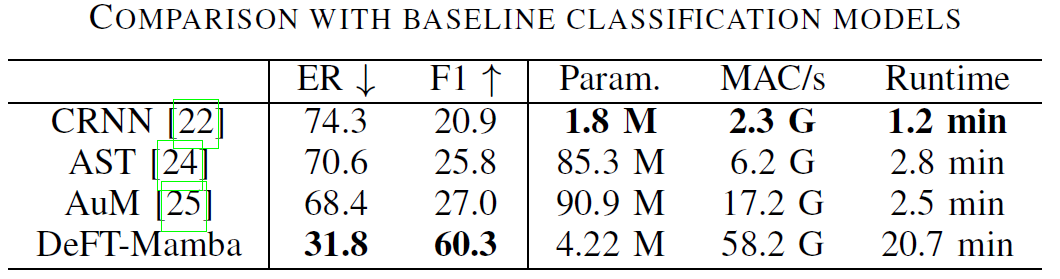 COMPARISON WITH BASELINE CLASSIFICATION MODELS
ER ↓ F1 ↑ Param. MAC/s Runtime
CRNN [22] 74.3 20.9 1.8 M 2.3 G 1.2 min
AST [24] 70.6 25.8 85.3 M 6.2 G 2.8 min
AuM [25] 68.4 27.0 90.9 M 17.2 G 2.5 min
DeFT-Mamba 31.8 60.3 4.22 M 58.2 G 20.7 min